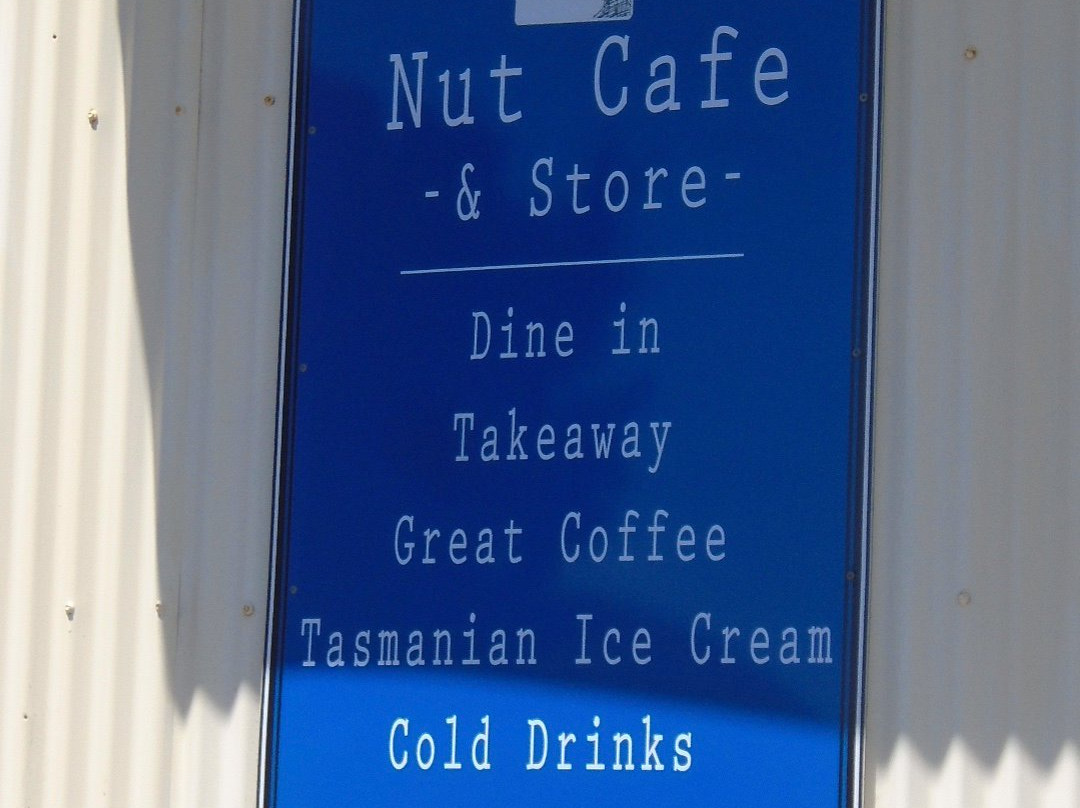 Nut Cafe
-& Store-
Dine in
Takeaway
Great Coffee
Tasmanian Ice Cream
Cold Drinks